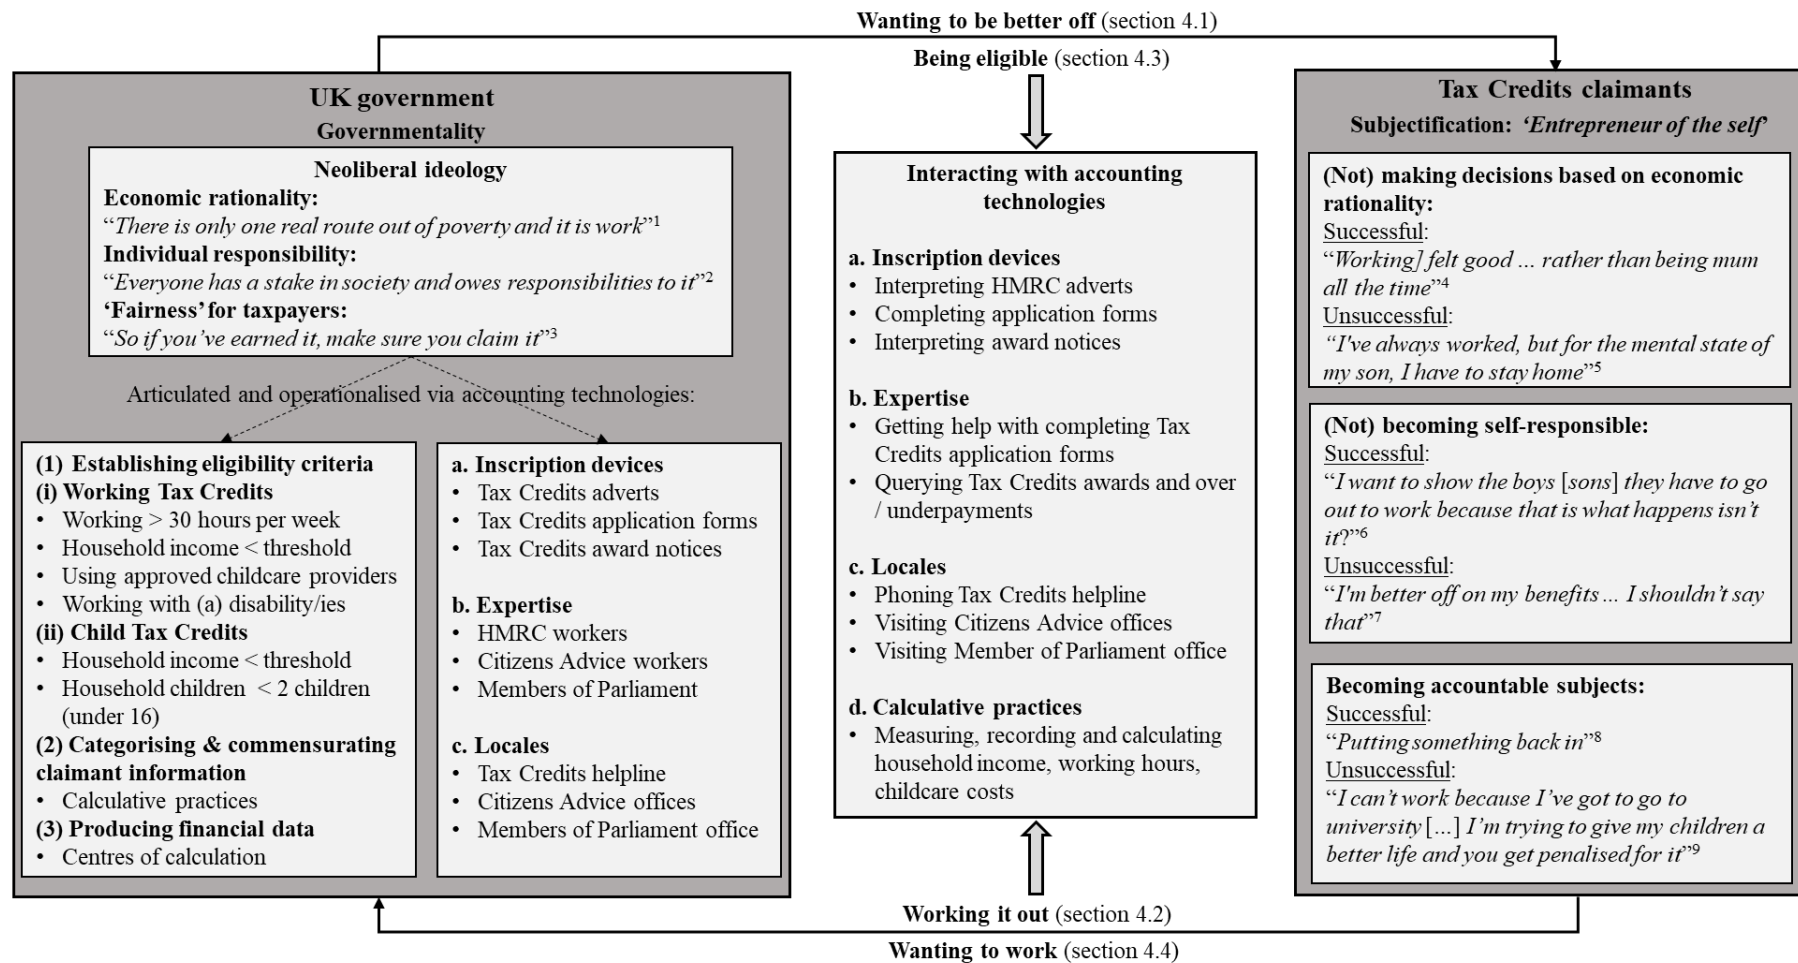 Wanting to be better off (section 4.1)
Being eligible (section 4.3)
UK government
Governmentality
Neoliberal ideology
Economic rationality:
“There is only one real route out of poverty and it is work”1
Individual responsibility:
“Everyone has a stake in society and owes responsibilities to it”2
‘Fairness’ for taxpayers:
“So if you’ve earned it, make sure you claim it”3
Articulated and operationalised via accounting technologies:
(1) Establishing eligibility criteria
(i) Working Tax Credits
• Working > 30 hours per week
• Household income < threshold
• Using approved childcare providers
• Working with (a) disability/ies
(ii) Child Tax Credits
• Household income < threshold
• Household children < 2 children
(under 16)
(2) Categorising & commensurating
claimant information
• Calculative practices
(3) Producing financial data
• Centres of calculation
a. Inscription devices
• Tax Credits adverts
• Tax Credits application forms
• Tax Credits award notices
b. Expertise
• HMRC workers
• Citizens Advice workers
• Members of Parliament
c. Locales
• Tax Credits helpline
• Citizens Advice offices
• Members of Parliament office
Interacting with accounting
technologies
a. Inscription devices
• Interpreting HMRC adverts
• Completing application forms
• Interpreting award notices
b. Expertise
• Getting help with completing Tax
Credits application forms
• Querying Tax Credits awards and over
/ underpayments
c. Locales
• Phoning Tax Credits helpline
• Visiting Citizens Advice offices
• Visiting Member of Parliament office
d. Calculative practices
• Measuring, recording and calculating
household income, working hours,
childcare costs
Tax Credits claimants
Subjectification: ‘Entrepreneur of the self’
(Not) making decisions based on economic
rationality:
Successful:
“Working] felt good ... rather than being mum
all the time”4
Unsuccessful:
“I've always worked, but for the mental state of
my son, I have to stay home”5
(Not) becoming self-responsible:
Successful:
“I want to show the boys [sons] they have to go
out to work because that is what happens isn’t
it?”6
Unsuccessful:
“I'm better off on my benefits ... I shouldn’t say
that”7
Becoming accountable subjects:
Successful:
“Putting something back in”8
Unsuccessful:
“I can’t work because I’ve got to go to
university [...] I’m trying to give my children a
better life and you get penalised for it”9
Working it out (section 4.2)
Wanting to work (section 4.4)